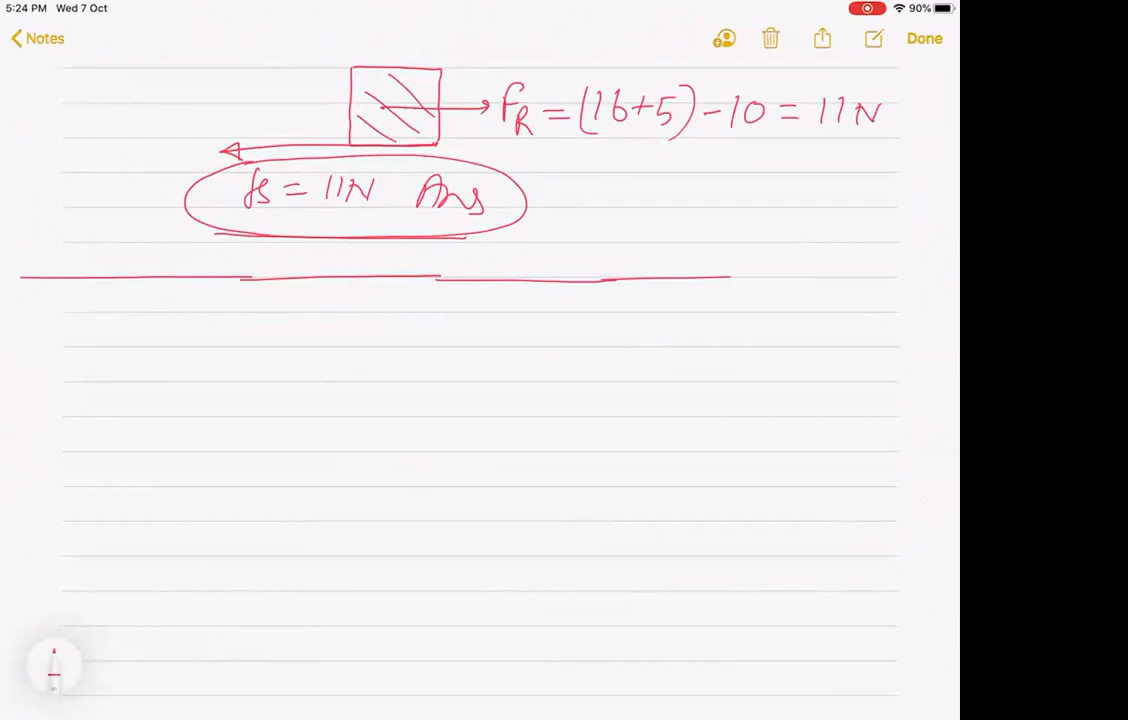 5:24 PM Wed 7 Oct
90%
Notes
Done
FR = (16+5) - 10 = 11N
fs = 11N Ans